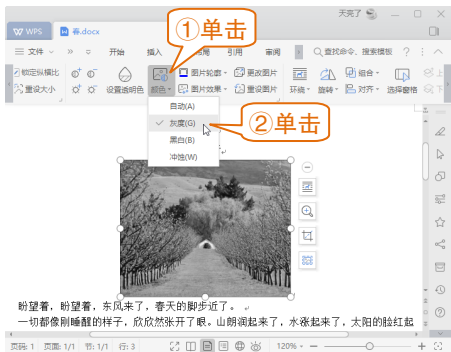 天亮了
WPS 春.docx
①单击
文件 开始 插入 布局 引用 审阅 查找命令、搜索模板
锁定纵横比 图片轮廓 更改图片 组合 上
重设大小 设置透明色 颜色 图片效果 重设图片 环绕 旋转 对齐 选择窗格 下
自动(A)
灰度(G)
黑白(B)
冲蚀(W)
②单击
盼望着，盼望着，东风来了，春天的脚步近了。
一切都像刚睡醒的样子，欣欣然张开了眼。山朗润起来了，水涨起来了，太阳的脸红起
页码: 1 页面: 1/1 节: 1/1 行: 3 120%